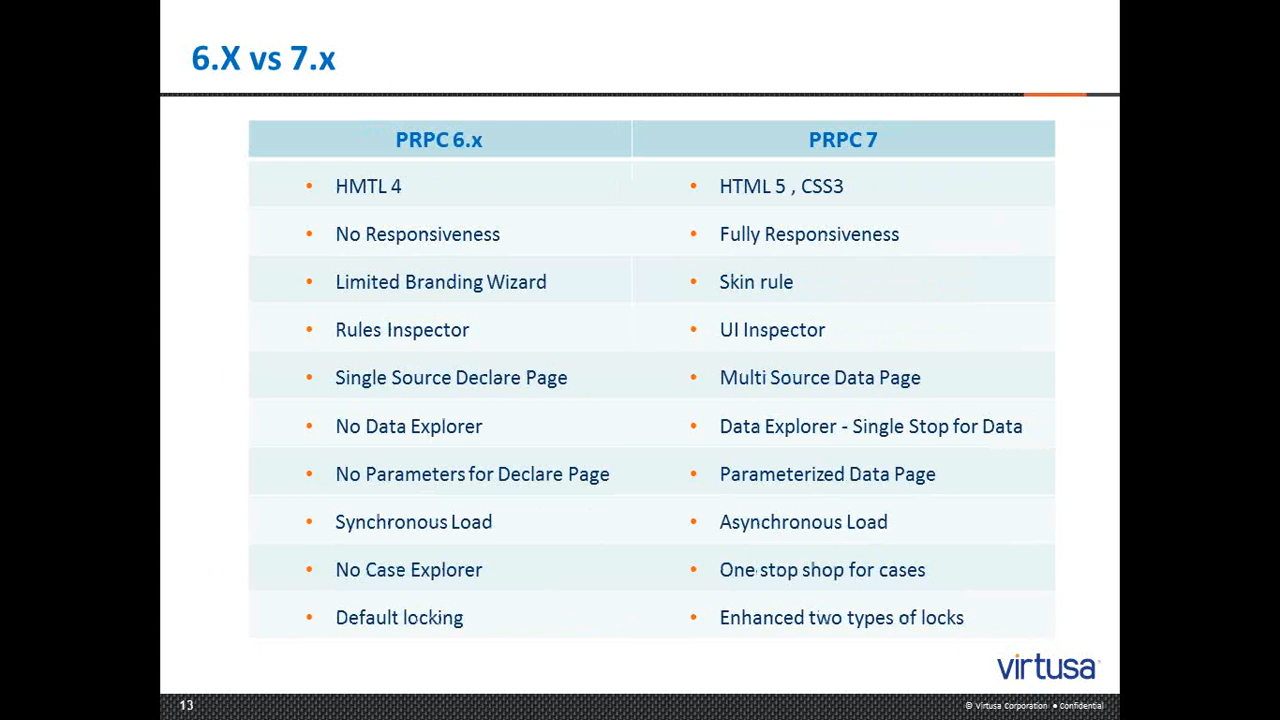 6.X vs 7.x
PRPC 6.x PRPC 7
• HMTL 4 • HTML 5 , CSS3
• No Responsiveness • Fully Responsiveness
• Limited Branding Wizard • Skin rule
• Rules Inspector • UI Inspector
• Single Source Declare Page • Multi Source Data Page
• No Data Explorer • Data Explorer - Single Stop for Data
• No Parameters for Declare Page • Parameterized Data Page
• Synchronous Load • Asynchronous Load
• No Case Explorer • One stop shop for cases
• Default locking • Enhanced two types of locks
virtusa
13 © Virtusa Corporation • Confidential